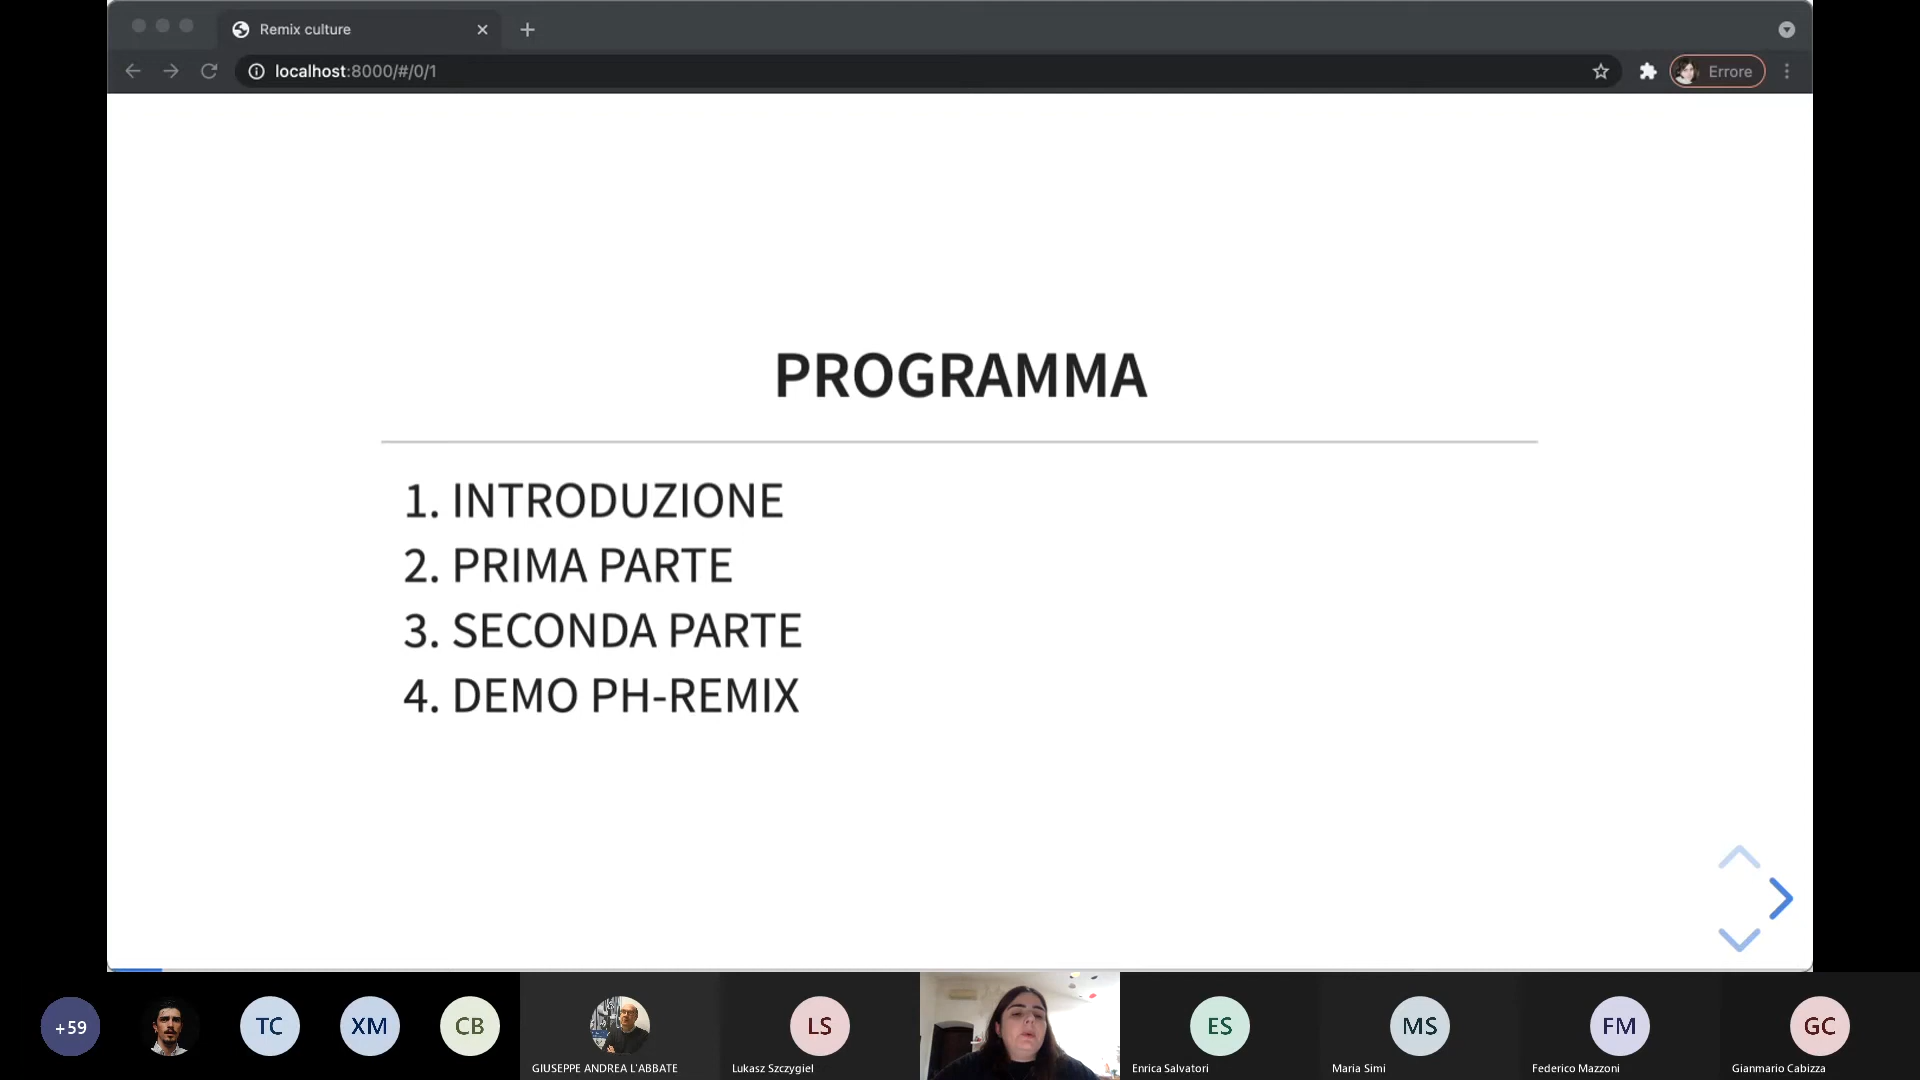 Remix culture
localhost:8000/#/0/1
Errore
PROGRAMMA
1. INTRODUZIONE
2. PRIMA PARTE
3. SECONDA PARTE
4. DEMO PH-REMIX
+59
TC
XM
CB
LS
ES
MS
FM
GC
GIUSEPPE ANDREA L'ABBATE
Lukasz Szczygiel
Enrica Salvatori
Maria Simi
Federico Mazzoni
Gianmario Cabizza